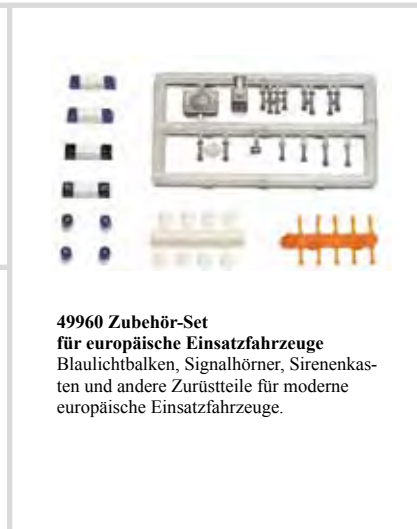 49960 Zubehör-Set
für europäische Einsatzfahrzeuge
Blaulichtbalken, Signalhörner, Sirenenkas-
ten und andere Zurüstteile für moderne
europäische Einsatzfahrzeuge.